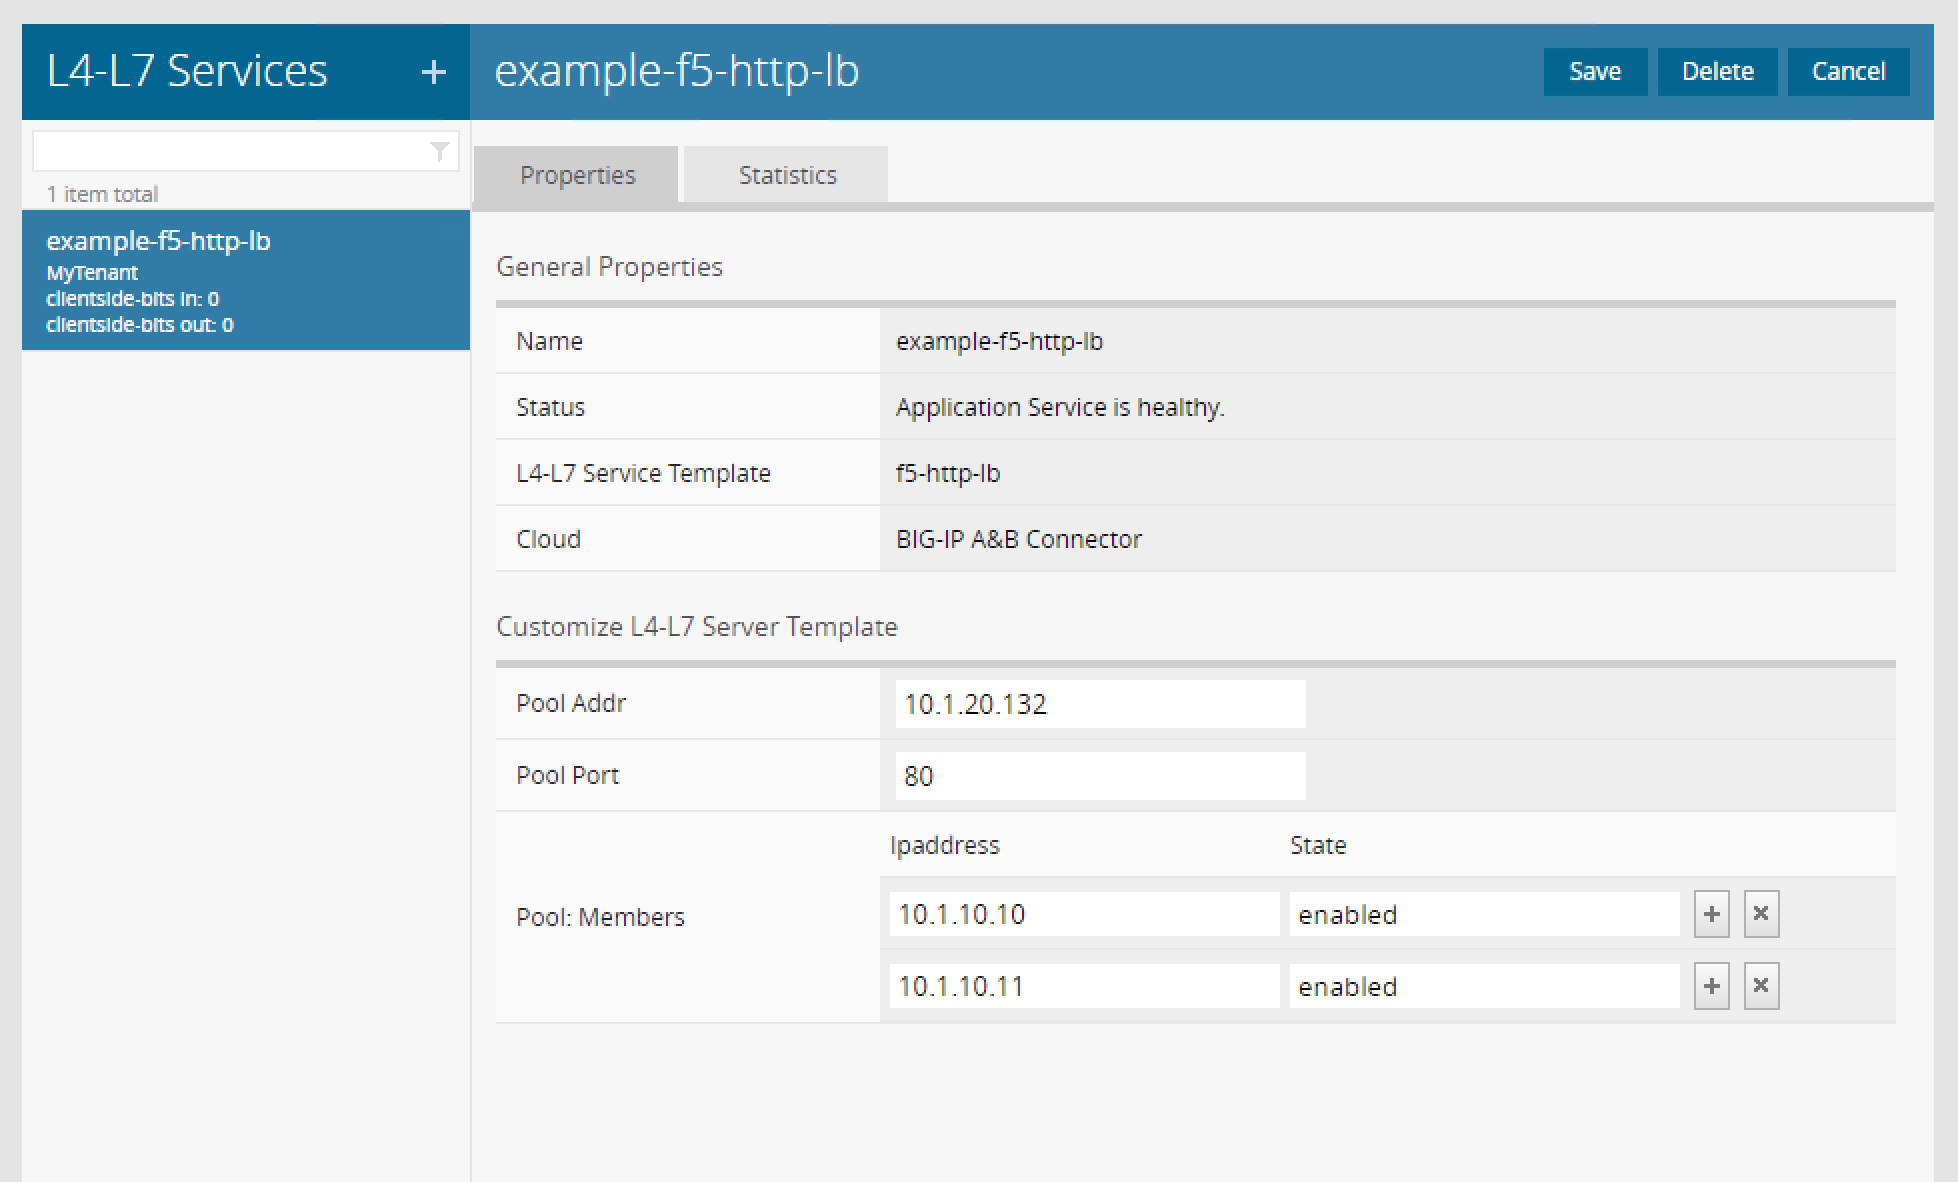 L4-L7 Services +
example-f5-http-lb
Save Delete Cancel
1 item total
example-f5-http-lb
MyTenant
clientside-bits in: 0
clientside-bits out: 0
Properties Statistics
General Properties
Name example-f5-http-lb
Status Application Service is healthy.
L4-L7 Service Template f5-http-lb
Cloud BIG-IP A&B Connector
Customize L4-L7 Server Template
Pool Addr 10.1.20.132
Pool Port 80
Ipaddress State
Pool: Members
10.1.10.10 enabled + ×
10.1.10.11 enabled + ×